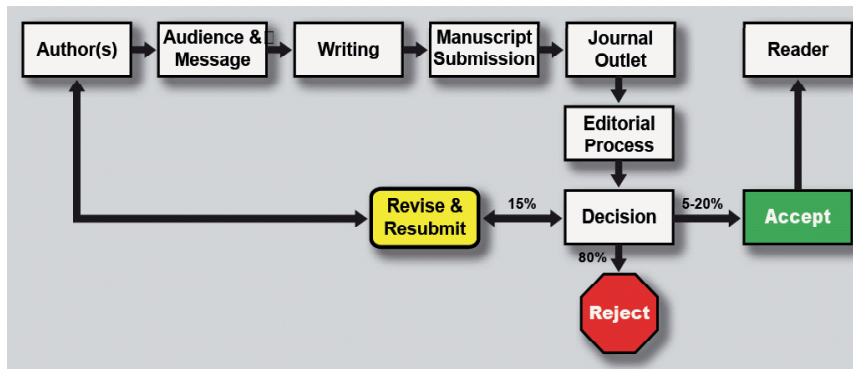 Author(s)
Audience &
Message
Writing
Manuscript
Submission
Journal
Outlet
Reader
Editorial
Process
Revise &
Resubmit
15%
Decision
5-20%
Accept
80%
Reject